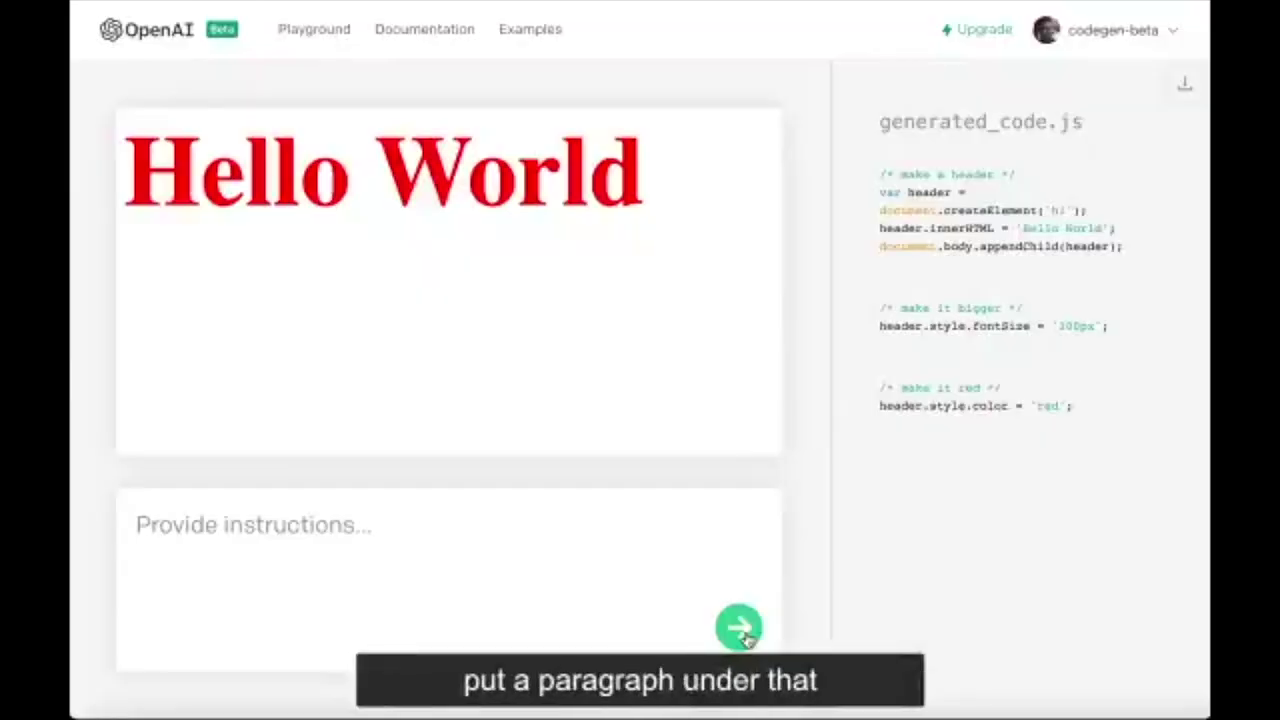 OpenAI Beta Playground Documentation Examples Upgrade codegen-beta
Hello World
Provide instructions...
generated_code.js
/* make a header */
var header =
document.createElement('h1');
header.innerHTML = 'Hello World';
document.body.appendChild(header);
/* make it bigger */
header.style.fontSize = '100px';
/* make it red */
header.style.color = 'red';
put a paragraph under that